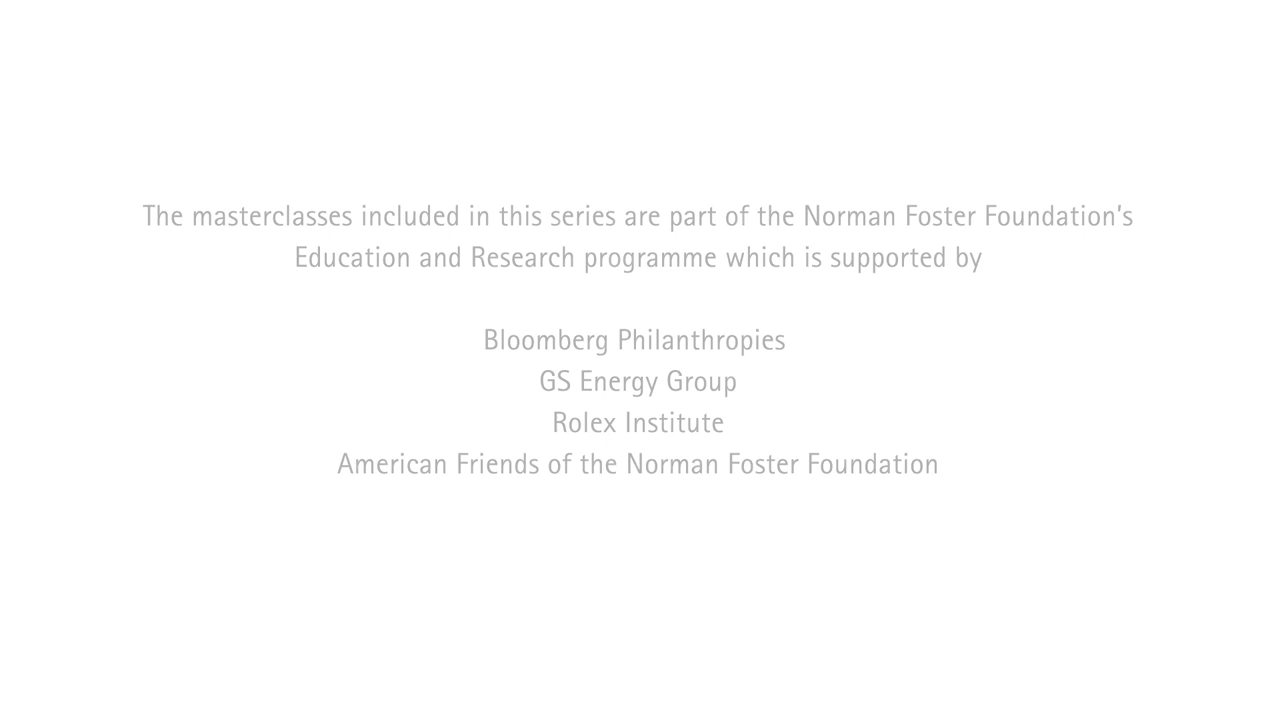 The masterclasses included in this series are part of the Norman Foster Foundation’s
Education and Research programme which is supported by
Bloomberg Philanthropies
GS Energy Group
Rolex Institute
American Friends of the Norman Foster Foundation